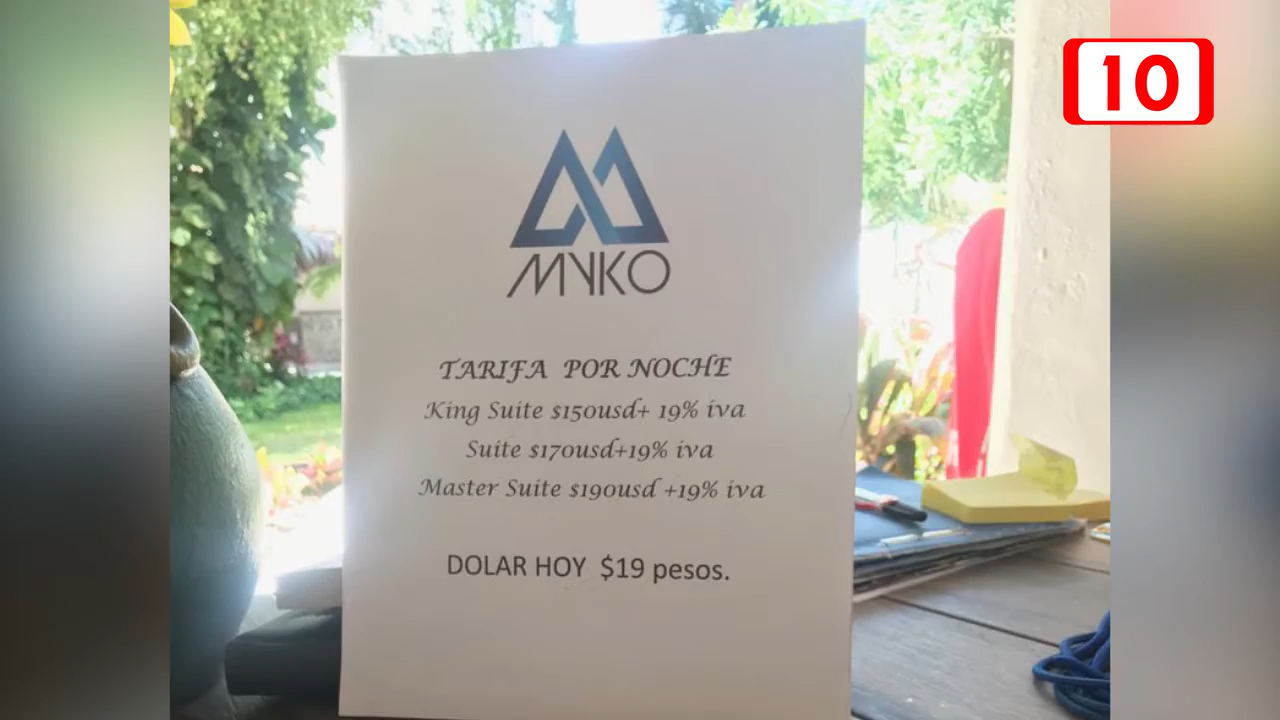 10
MYKO
TARIFA POR NOCHE
King Suite $150usd+ 19% iva
Suite $170usd+19% iva
Master Suite $190usd +19% iva
DOLAR HOY $19 pesos.